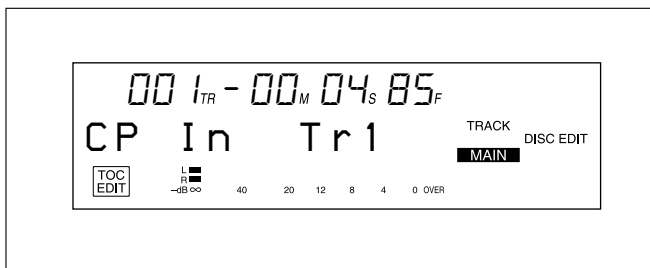 001TR - 00M 04S 85F
CP In Tr1
TRACK
MAIN
DISC EDIT
TOC
EDIT
L
R
–dB ∞ 40 20 12 8 4 0 OVER